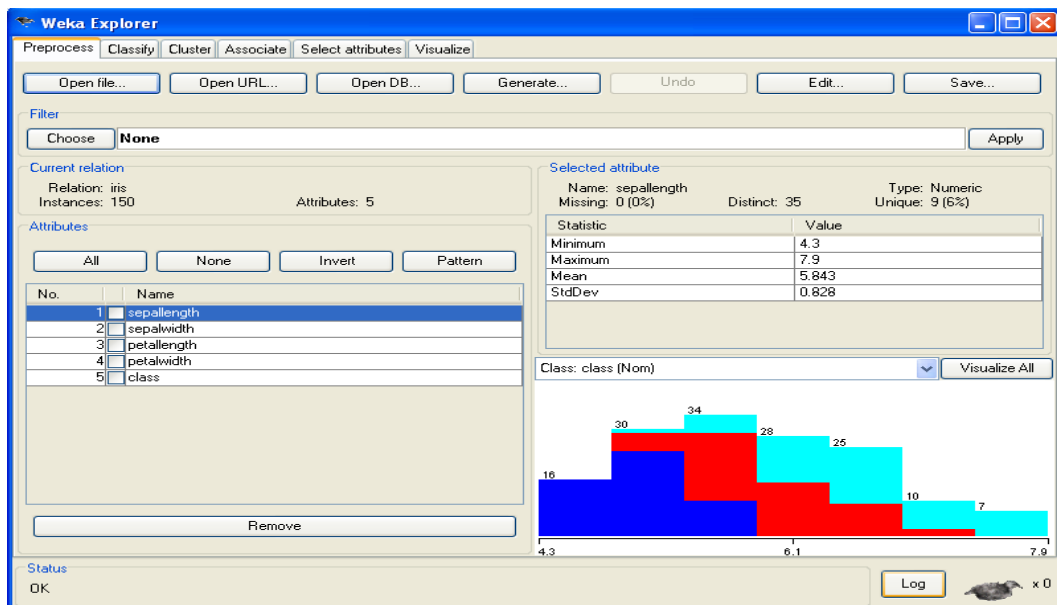 Weka Explorer
Preprocess Classify Cluster Associate Select attributes Visualize
Open file... Open URL... Open DB... Generate... Undo Edit... Save...
Filter
Choose None Apply
Current relation
Relation: iris
Instances: 150 Attributes: 5
Attributes
All None Invert Pattern
No. Name
1 sepallength
2 sepalwidth
3 petallength
4 petalwidth
5 class
Remove
Selected attribute
Name: sepallength Type: Numeric
Missing: 0 (0%) Distinct: 35 Unique: 9 (6%)
Statistic Value
Minimum 4.3
Maximum 7.9
Mean 5.843
StdDev 0.828
Class: class (Nom) Visualize All
16 30 34 28 25 10 7
4.3 6.1 7.9
Status
OK Log x 0